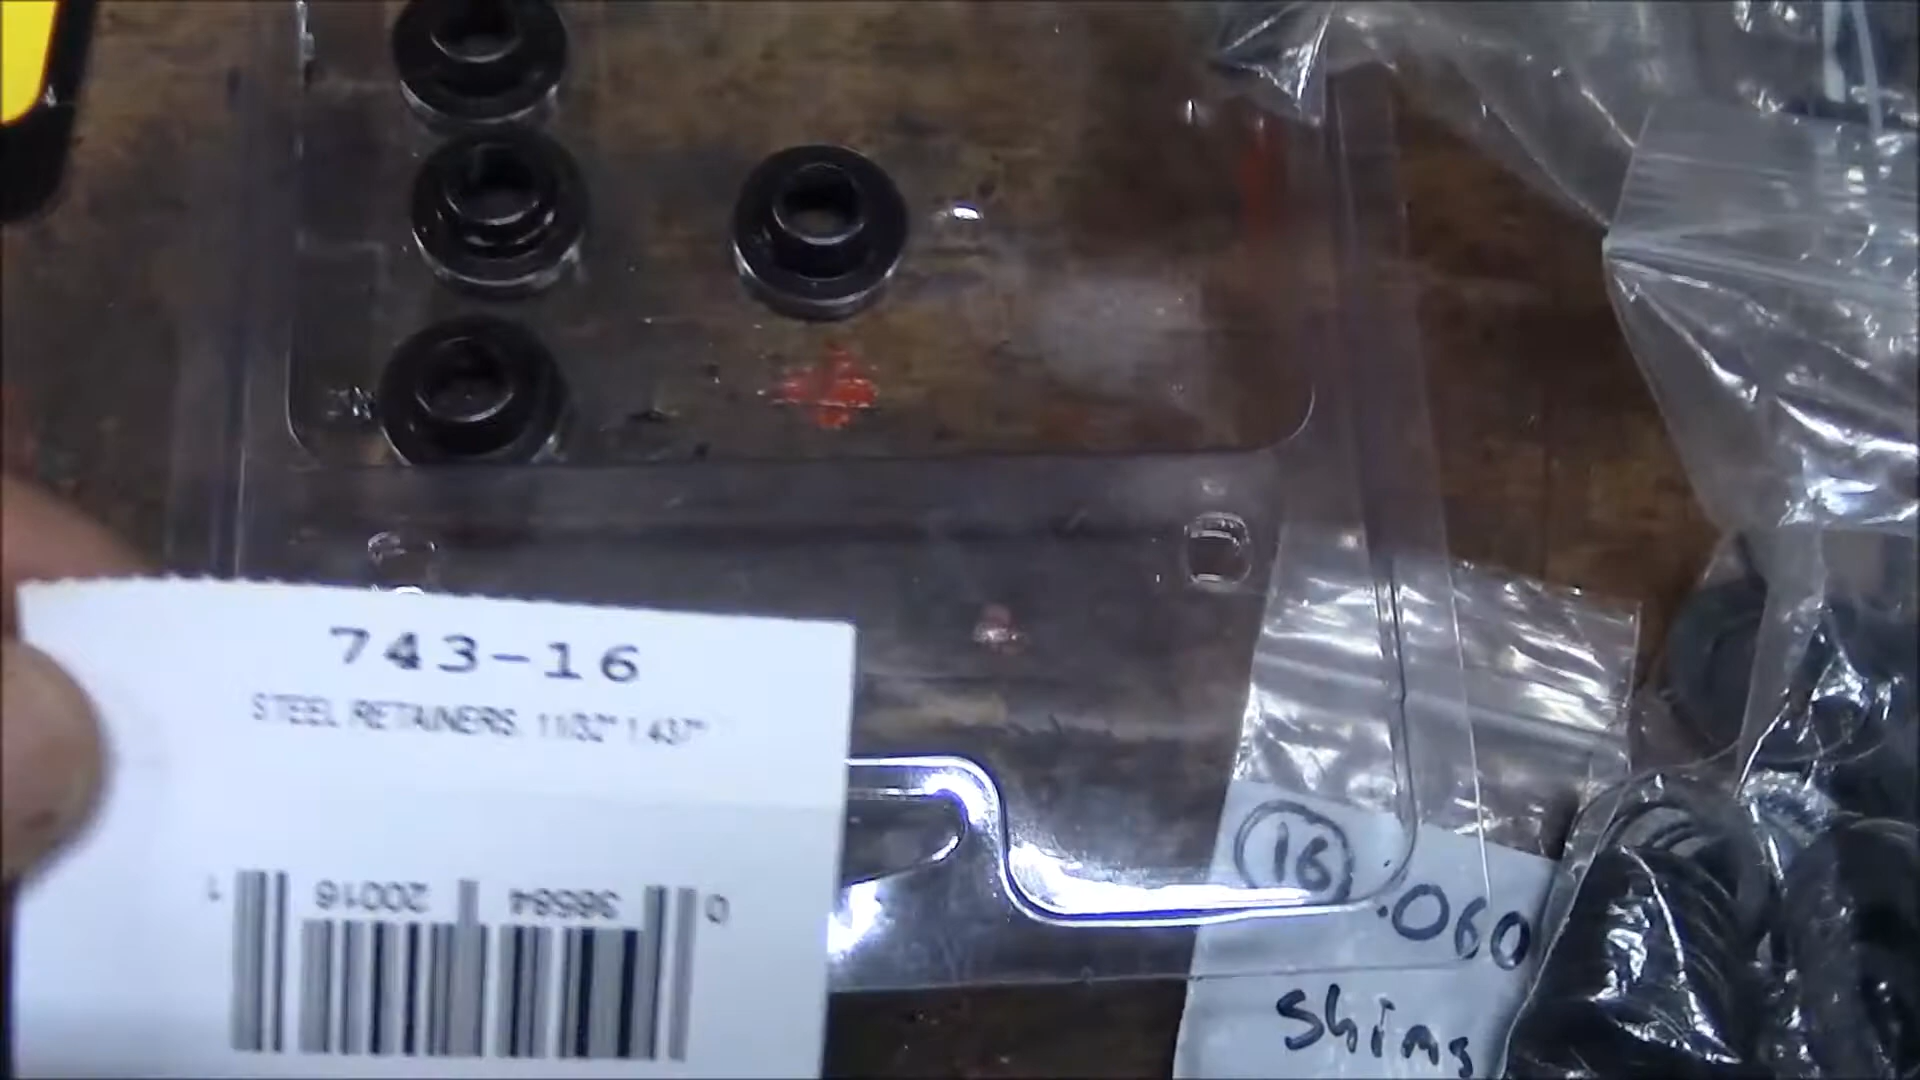 743-16
STEEL RETAINERS, 11/32" 1.437"
0 36584 20016 1
16
.060
Shims